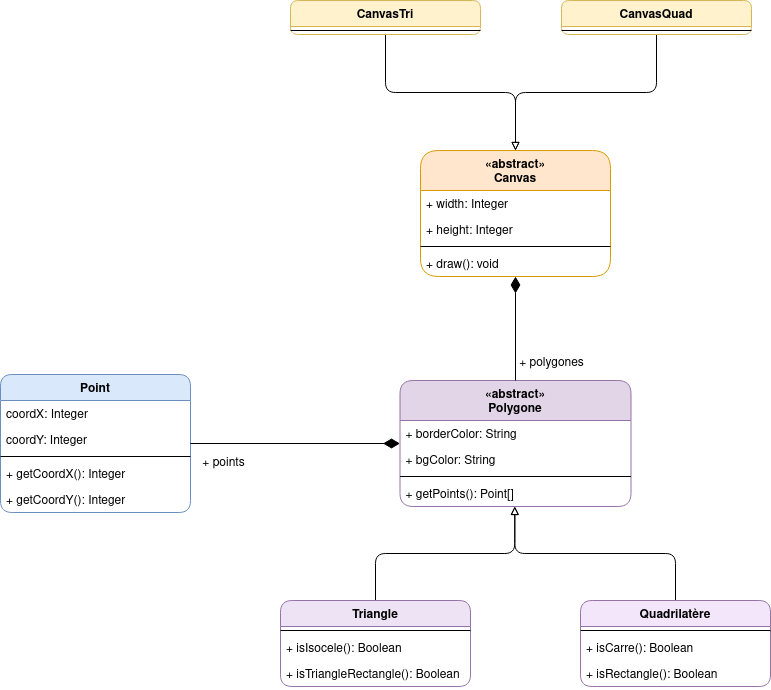 CanvasTri
CanvasQuad
«abstract»
Canvas
+ width: Integer
+ height: Integer
+ draw(): void
+ polygones
Point
coordX: Integer
coordY: Integer
+ getCoordX(): Integer
+ getCoordY(): Integer
+ points
«abstract»
Polygone
+ borderColor: String
+ bgColor: String
+ getPoints(): Point[]
Triangle
+ isIsocele(): Boolean
+ isTriangleRectangle(): Boolean
Quadrilatère
+ isCarre(): Boolean
+ isRectangle(): Boolean